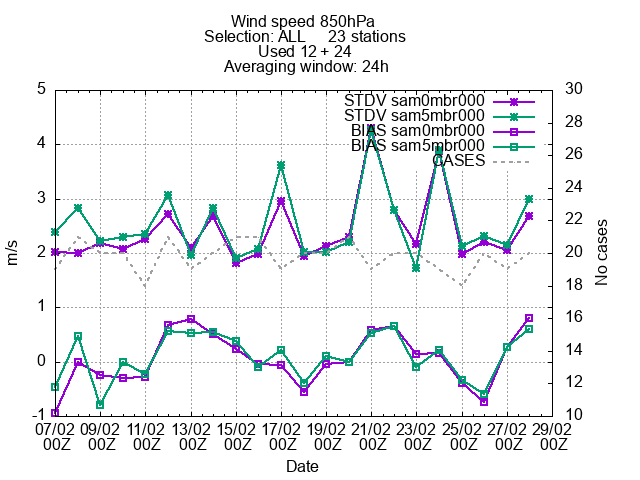 Wind speed 850hPa
Selection: ALL 23 stations
Used 12 + 24
Averaging window: 24h
STDV sam0mbr000
STDV sam5mbr000
BIAS sam0mbr000
BIAS sam5mbr000
CASES
m/s
5
4
3
2
1
0
-1
No cases
30
28
26
24
22
20
18
16
14
12
10
07/02 09/02 11/02 13/02 15/02 17/02 19/02 21/02 23/02 25/02 27/02 29/02
00Z 00Z 00Z 00Z 00Z 00Z 00Z 00Z 00Z 00Z 00Z 00Z
Date